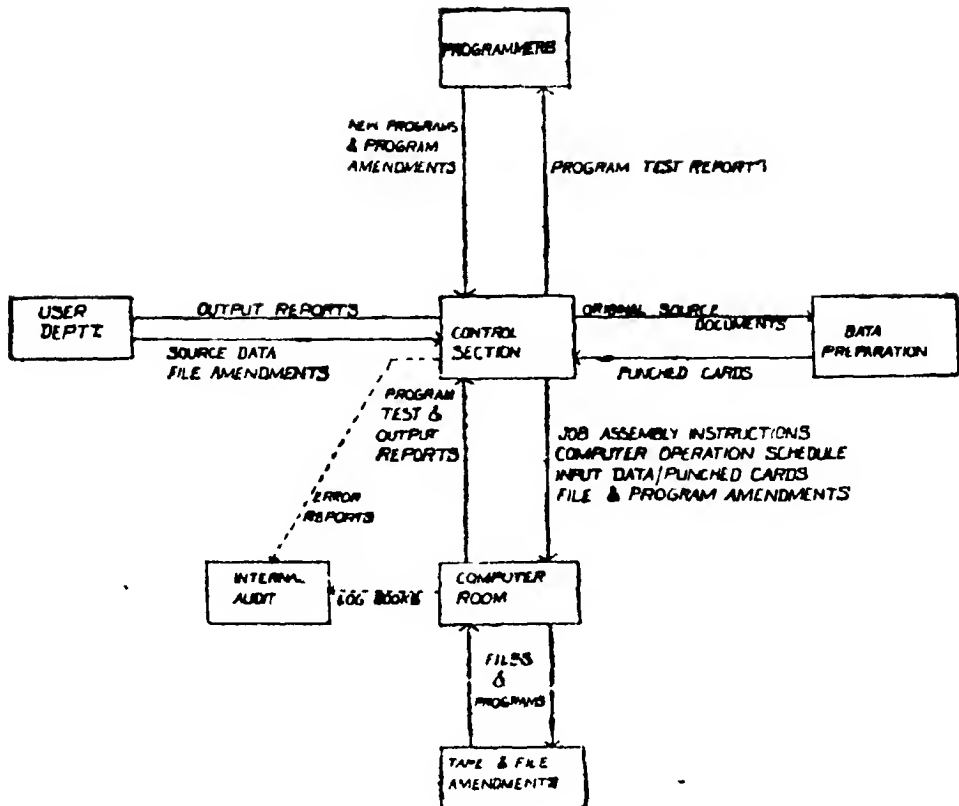 PROGRAMMERS
NEW PROGRAMS
& PROGRAM
AMENDMENTS
PROGRAM TEST REPORTS
USER
DEPTS
OUTPUT REPORTS
SOURCE DATA
FILE AMENDMENTS
CONTROL
SECTION
ORIGINAL SOURCE
DOCUMENTS
PUNCHED CARDS
DATA
PREPARATION
PROGRAM
TEST &
OUTPUT
REPORTS
JOB ASSEMBLY INSTRUCTIONS
COMPUTER OPERATION SCHEDULE
INPUT DATA/PUNCHED CARDS
FILE & PROGRAM AMENDMENTS
ERROR
REPORTS
INTERNAL
AUDIT
LOG BOOKS
COMPUTER
ROOM
FILES
&
PROGRAMS
TAPE & FILE
AMENDMENTS